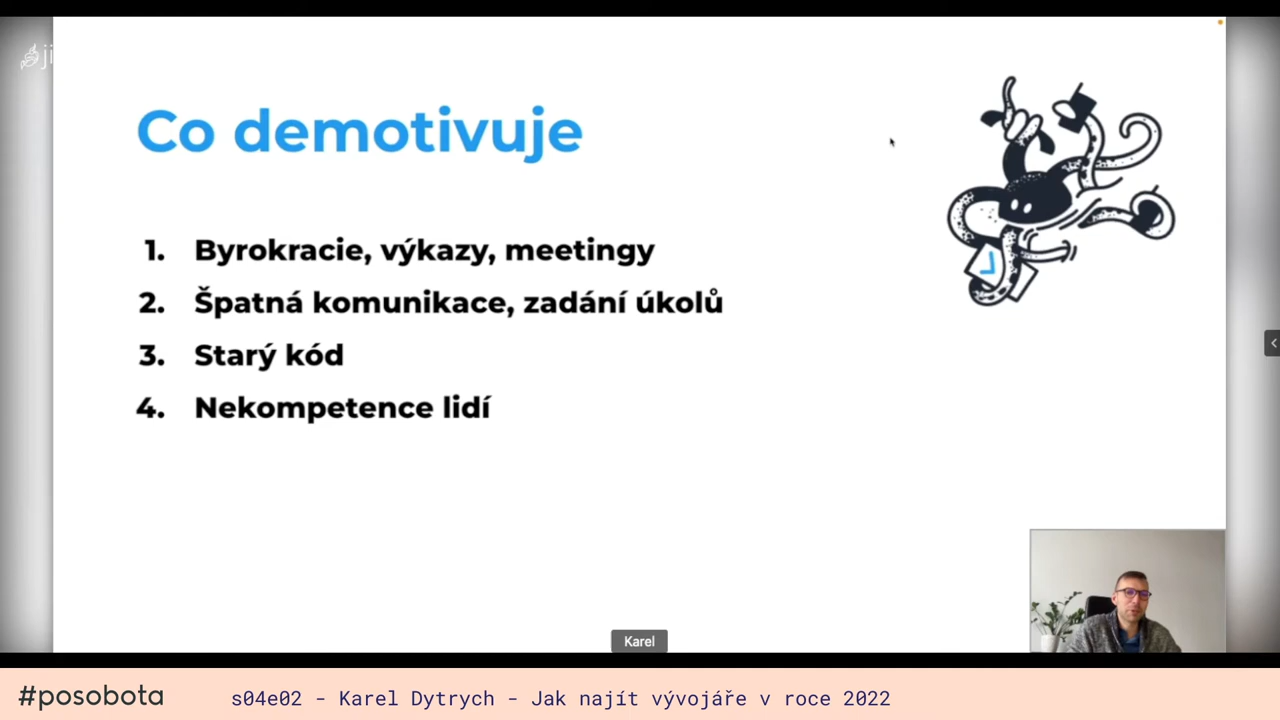 ji
Co demotivuje
1. Byrokracie, výkazy, meetingy
2. Špatná komunikace, zadání úkolů
3. Starý kód
4. Nekompetence lidí
Karel
#posobota
s04e02 - Karel Dytrych - Jak najít vývojáře v roce 2022